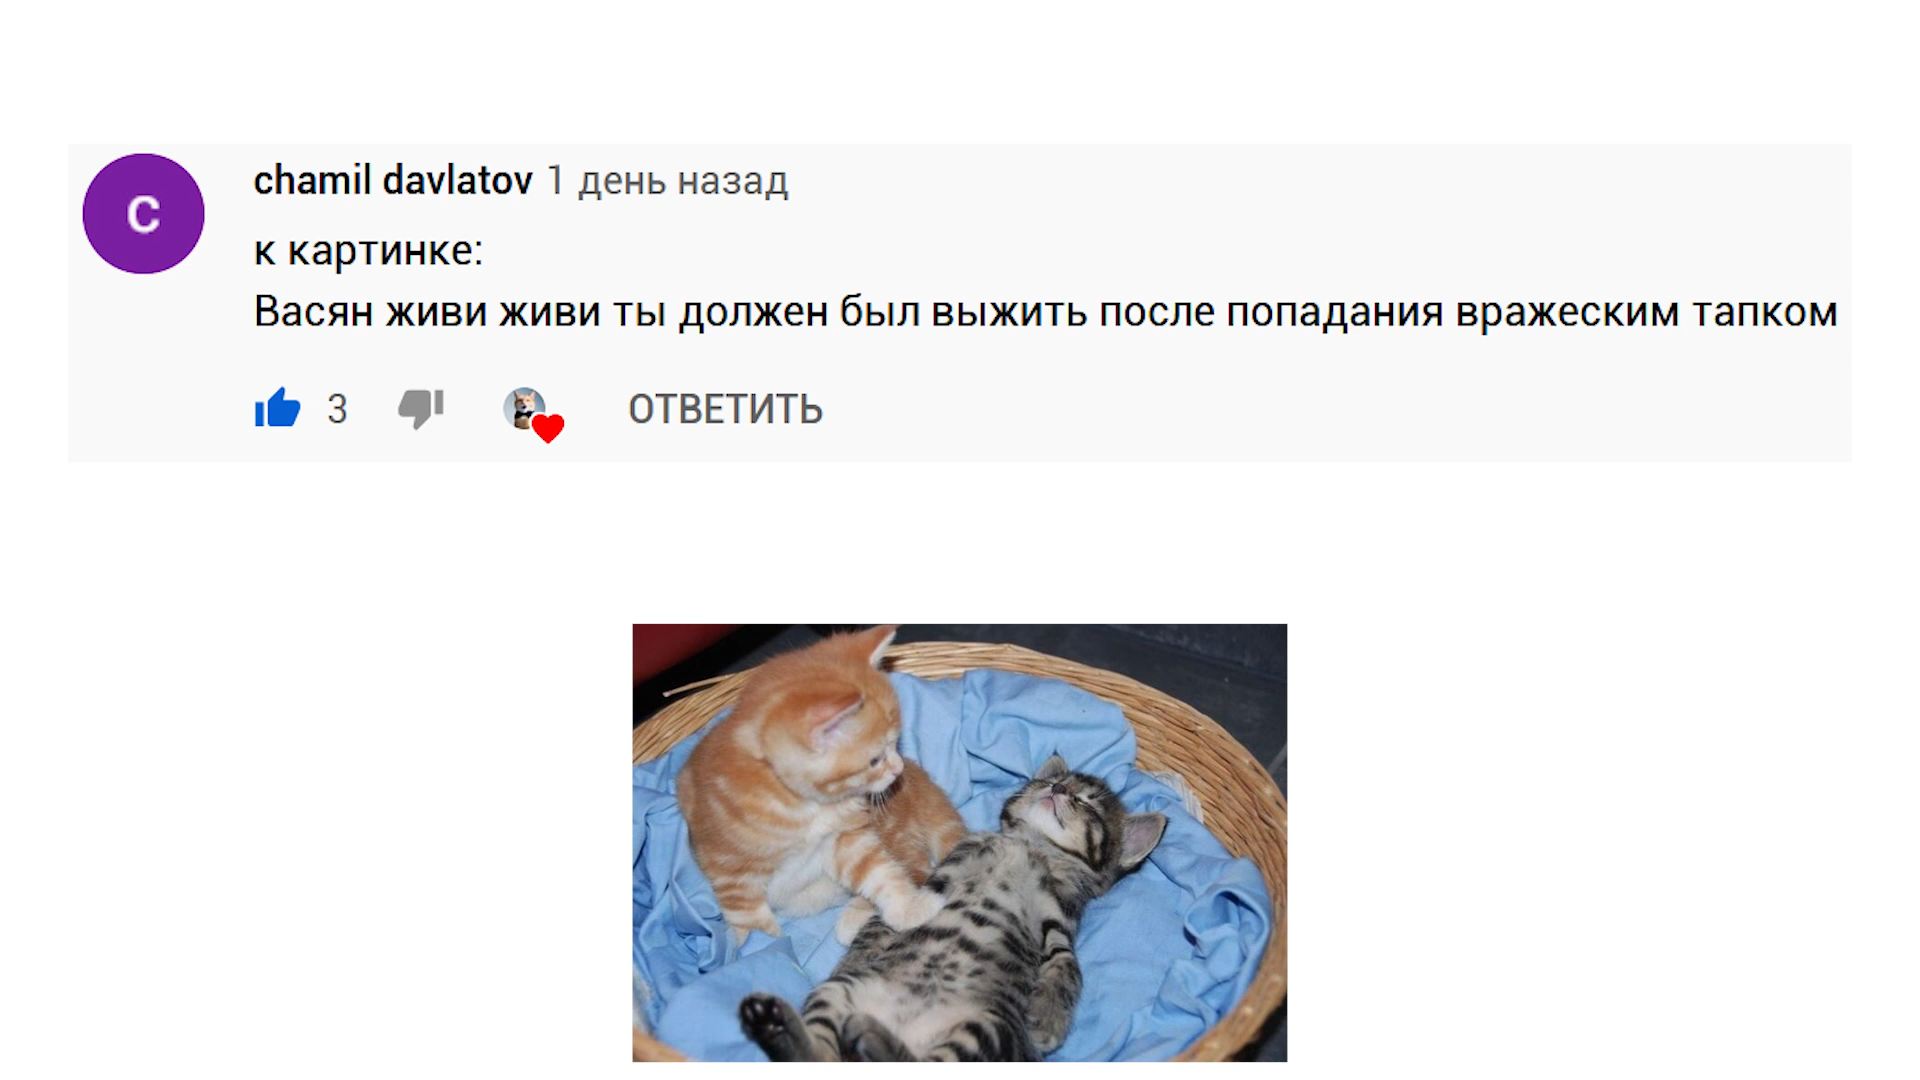 C
chamil davlatov 1 день назад
к картинке:
Васян живи живи ты должен был выжить после попадания вражеским тапком
3 ОТВЕТИТЬ